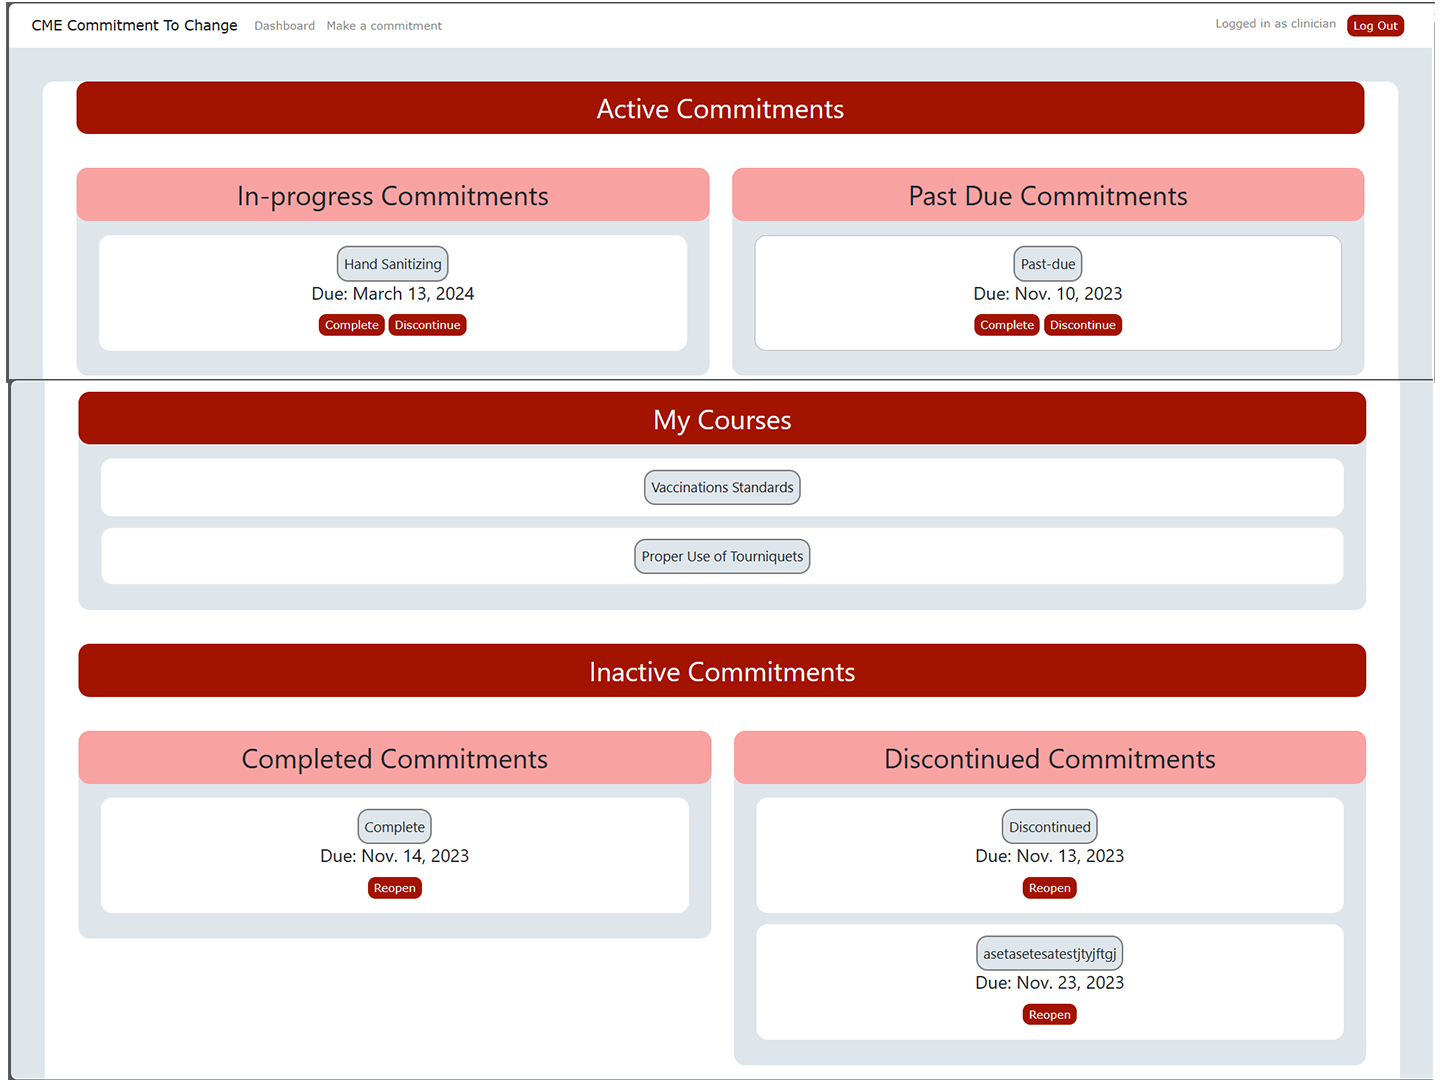 CME Commitment To Change Dashboard Make a commitment Logged in as clinician Log Out
Active Commitments
In-progress Commitments
Hand Sanitizing
Due: March 13, 2024
Complete Discontinue
Past Due Commitments
Past-due
Due: Nov. 10, 2023
Complete Discontinue
My Courses
Vaccinations Standards
Proper Use of Tourniquets
Inactive Commitments
Completed Commitments
Complete
Due: Nov. 14, 2023
Reopen
Discontinued Commitments
Discontinued
Due: Nov. 13, 2023
Reopen
asetasetesatestjtyjftgj
Due: Nov. 23, 2023
Reopen